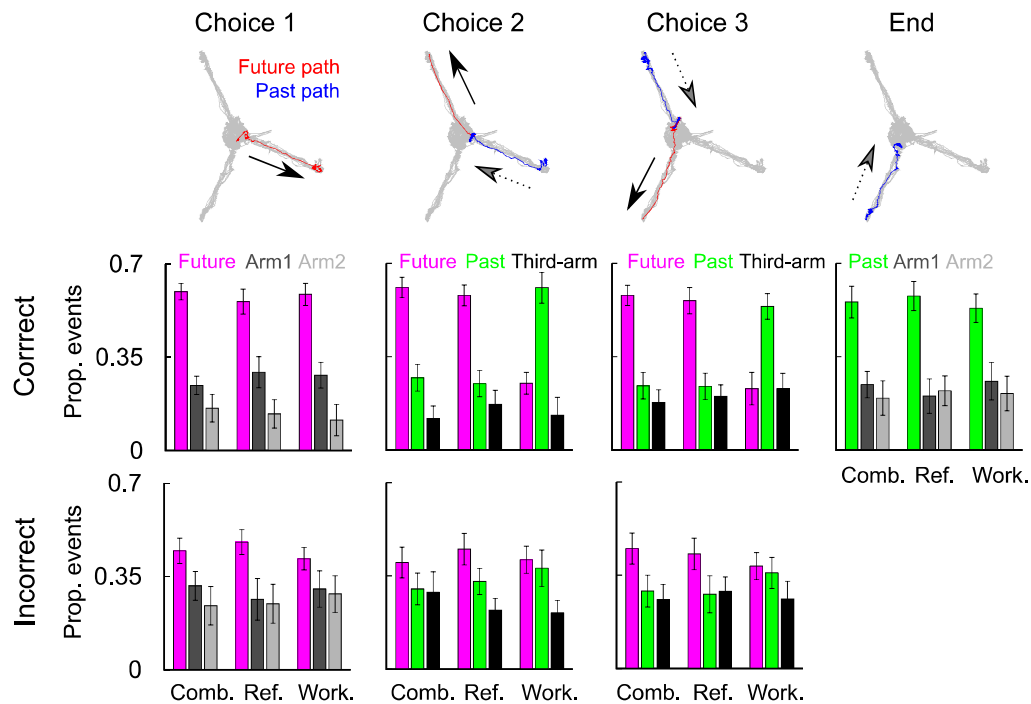 Choice 1 Choice 2 Choice 3 End
Future path
Past path
Corrrect
Prop. events
0.7
0.35
0
Future Arm1 Arm2
Future Past Third-arm
Future Past Third-arm
Past Arm1 Arm2
Comb. Ref. Work.
Incorrect
Prop. events
0.7
0.35
0
Comb. Ref. Work.
Comb. Ref. Work.
Comb. Ref. Work.